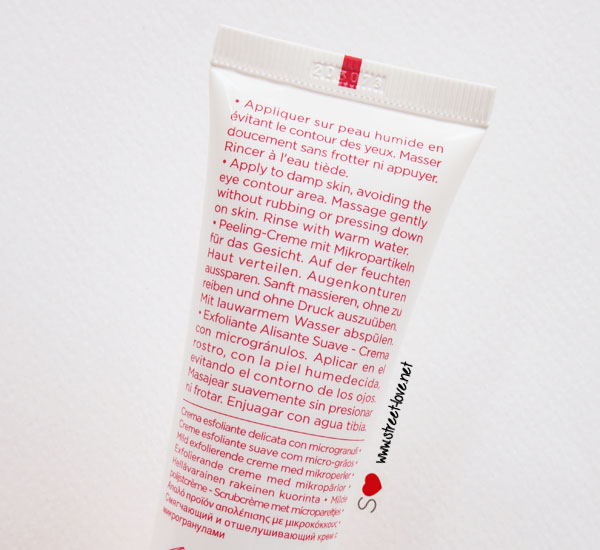 • Appliquer sur peau humide en
évitant le contour des yeux. Masser
doucement sans frotter ni appuyer.
Rincer à l'eau tiède.
• Apply to damp skin, avoiding the
eye contour area. Massage gently
without rubbing or pressing down
on skin. Rinse with warm water.
• Peeling-Creme mit Mikropartikeln
für das Gesicht. Auf der feuchten
Haut verteilen. Augenkonturen
aussparen. Sanft massieren, ohne zu
reiben und ohne Druck auszuüben.
Mit lauwarmem Wasser abspülen.
• Exfoliante Alisante Suave - Crema
con microgránulos. Aplicar en el
rostro, con la piel humedecida,
evitando el contorno de los ojos.
Masajear suavemente sin presionar
ni frotar. Enjuagar con agua tibia.
Crema esfoliante delicata con microgranuli •
Creme esfoliante suave com micro-grãos •
Mild exfolierende creme med mikroperler •
Exfolierande creme med mikropärlor •
Hellävarainen rakeinen kuorinta • Milde
Doljetcrème - Scrubcrème met microparetjes •
Απαλό προϊόν απολέπισης με μικροκόκκους •
Смягчающий и отшелушивающий крем с
микрогранулами
S
www.street-love.net